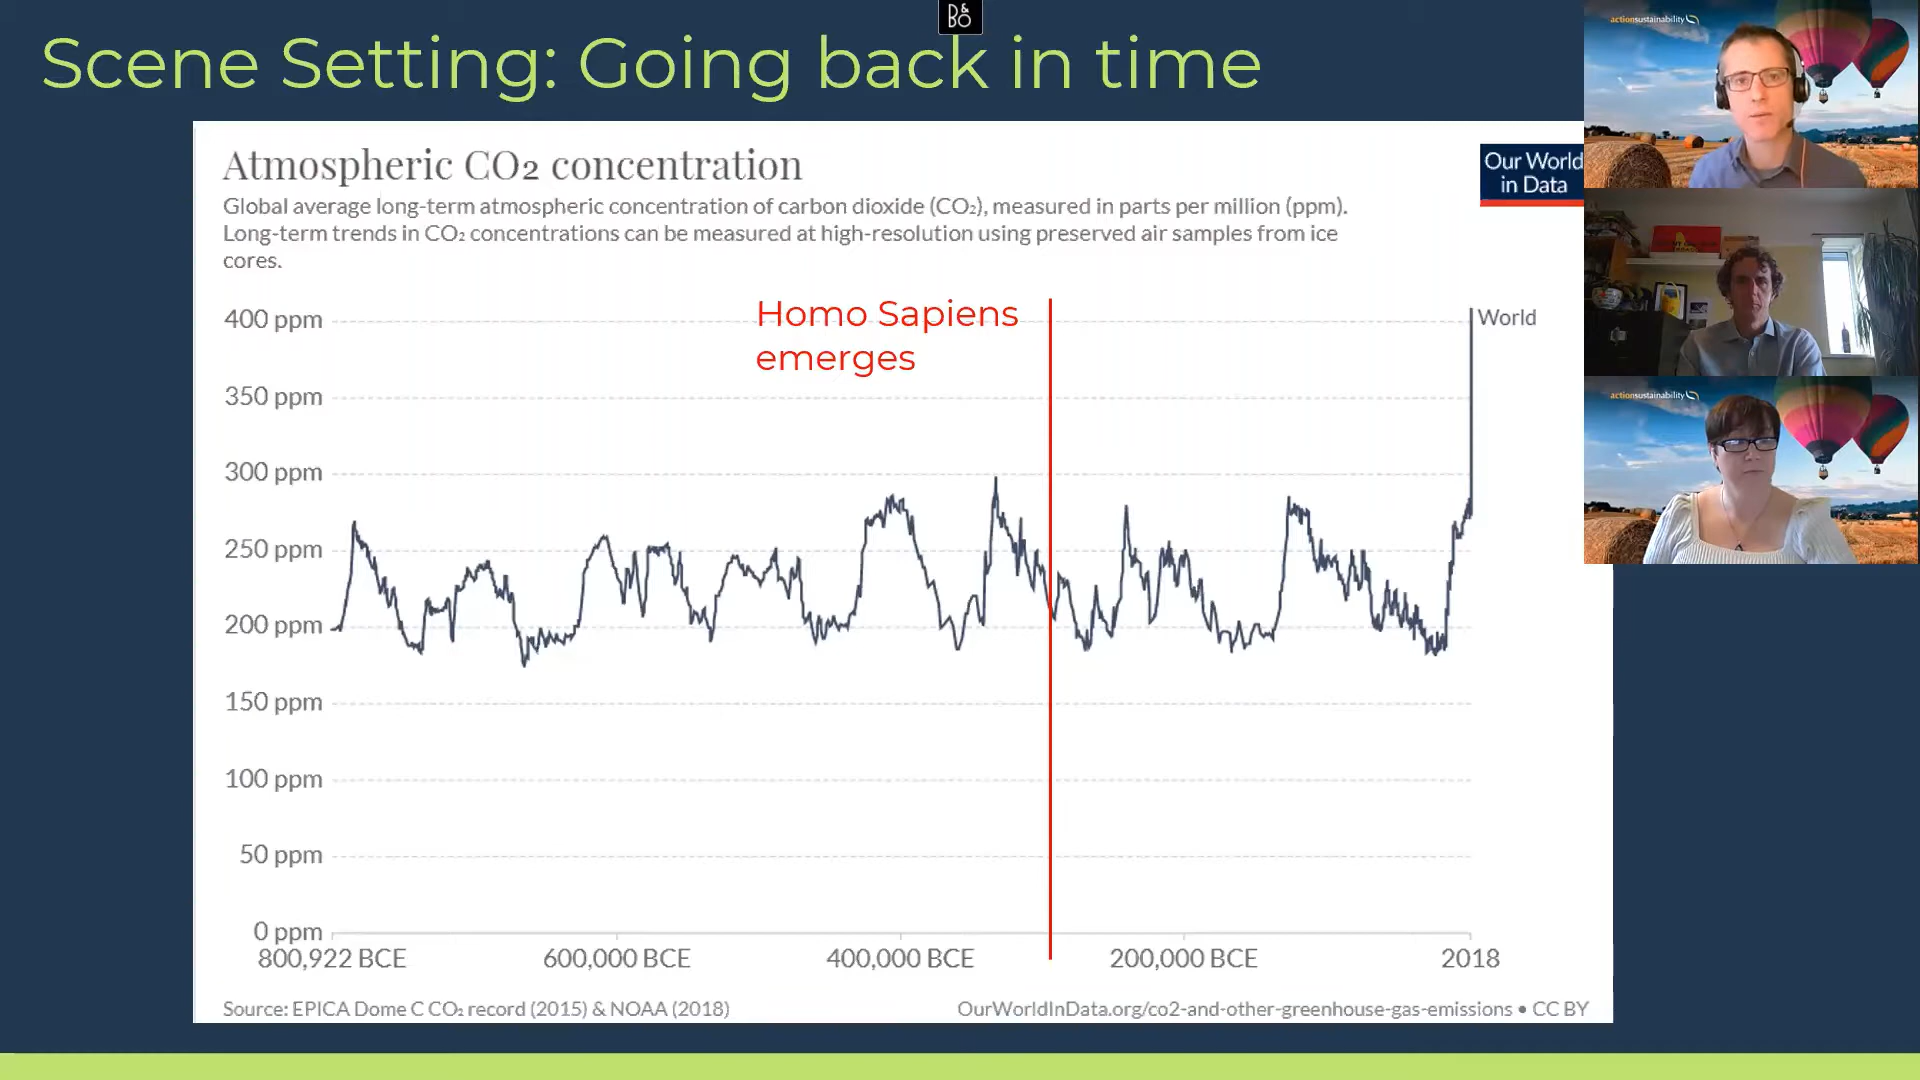 B&O
Scene Setting: Going back in time
actionsustainability
Atmospheric CO₂ concentration
Our World
in Data
Global average long-term atmospheric concentration of carbon dioxide (CO₂), measured in parts per million (ppm).
Long-term trends in CO₂ concentrations can be measured at high-resolution using preserved air samples from ice
cores.
Homo Sapiens
emerges
400 ppm
World
350 ppm
actionsustainability
300 ppm
250 ppm
200 ppm
150 ppm
100 ppm
50 ppm
0 ppm
800,922 BCE
600,000 BCE
400,000 BCE
200,000 BCE
2018
Source: EPICA Dome C CO₂ record (2015) & NOAA (2018)
OurWorldInData.org/co2-and-other-greenhouse-gas-emissions • CC BY